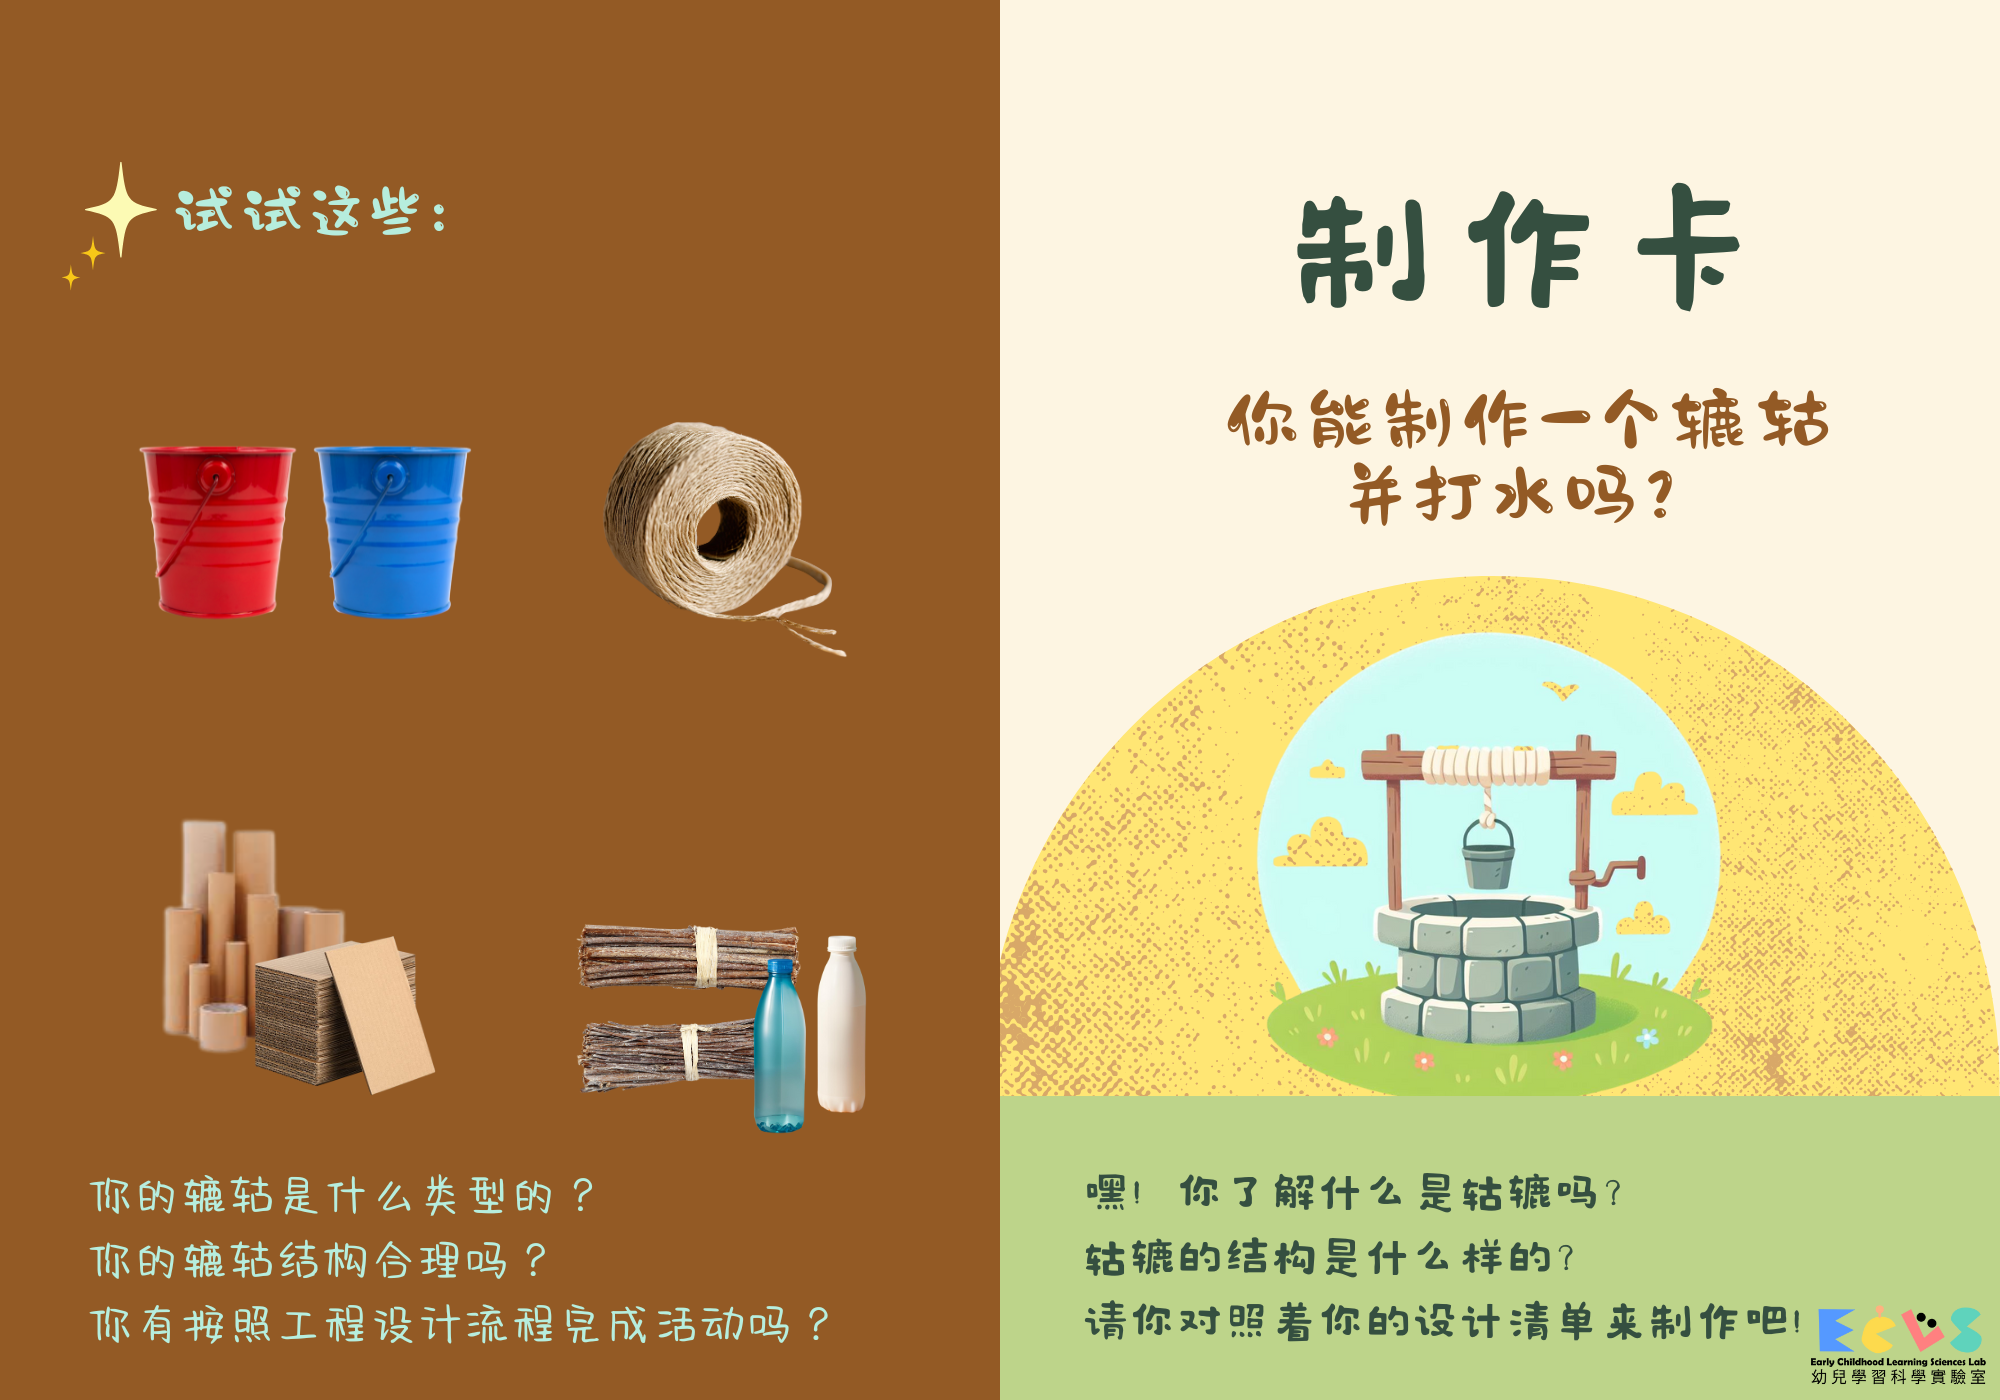 试试这些：
你的辘轱是什么类型的？
你的辘轱结构合理吗？
你有按照工程设计流程完成活动吗？
制作卡
你能制作一个辘轱
并打水吗？
嘿！你了解什么是轱辘吗？
轱辘的结构是什么样的？
请你对照着你的设计清单来制作吧！
ECLS
Early Childhood Learning Sciences Lab
幼兒學習科學實驗室